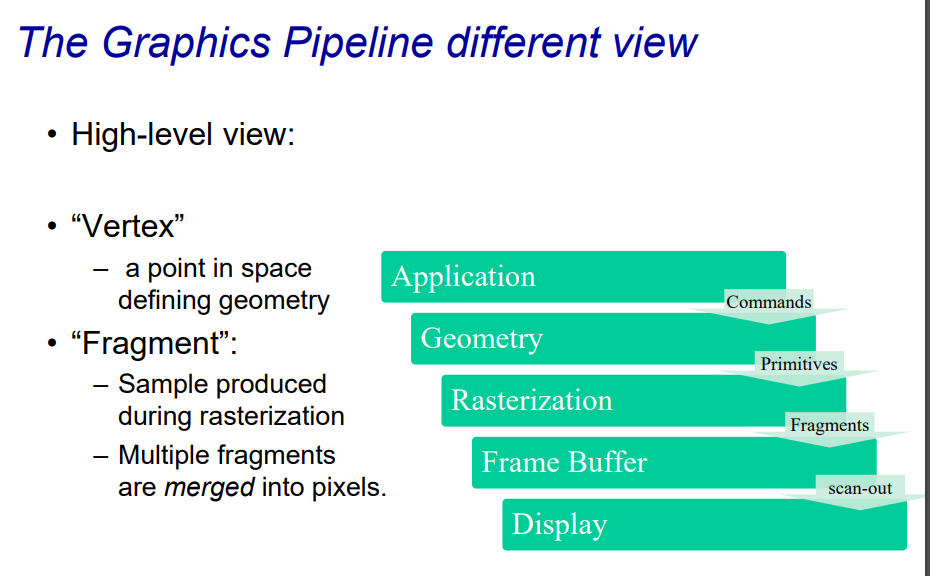 The Graphics Pipeline different view
• High-level view:
• “Vertex”
– a point in space
defining geometry
• “Fragment”:
– Sample produced
during rasterization
– Multiple fragments
are merged into pixels.
Application
Commands
Geometry
Primitives
Rasterization
Fragments
Frame Buffer
scan-out
Display